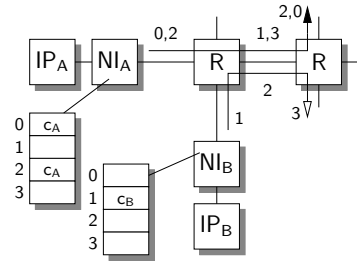 2,0
0,2 1,3
IP_A NI_A R R
2 3
0 c_A
1
1
2 c_A
3
NI_B
0
1 c_B
2
3
IP_B